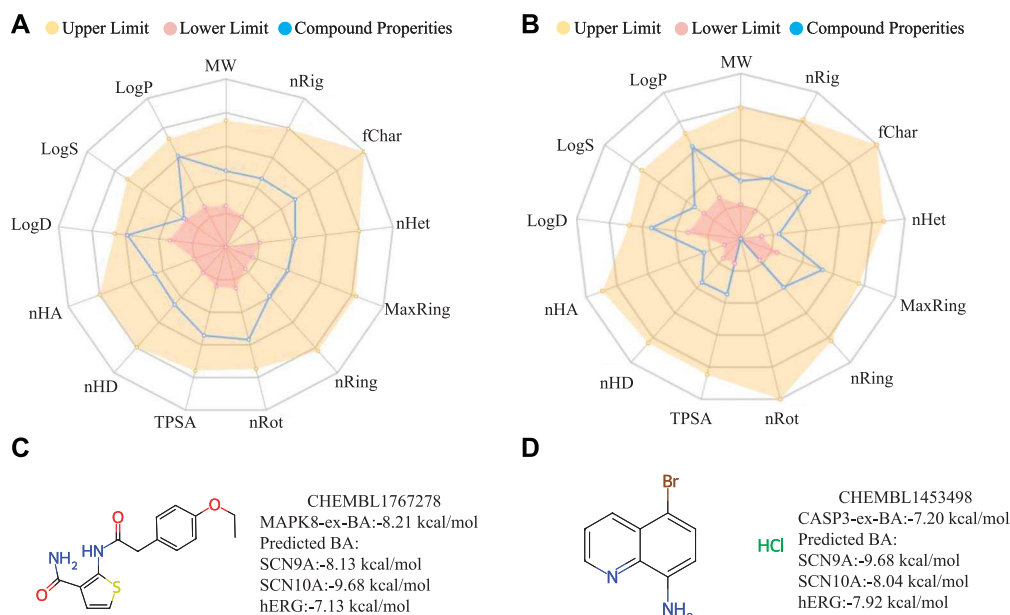 A
Upper Limit Lower Limit Compound Properities
MW
nRig
fChar
nHet
MaxRing
nRing
nRot
TPSA
nHD
nHA
LogD
LogS
LogP
B
Upper Limit Lower Limit Compound Properities
MW
nRig
fChar
nHet
MaxRing
nRing
nRot
TPSA
nHD
nHA
LogD
LogS
LogP
C
O
O
NH2
HN
O
S
CHEMBL1767278
MAPK8-ex-BA:-8.21 kcal/mol
Predicted BA:
SCN9A:-8.13 kcal/mol
SCN10A:-9.68 kcal/mol
hERG:-7.13 kcal/mol
D
Br
N
NH2
HCl
CHEMBL1453498
CASP3-ex-BA:-7.20 kcal/mol
Predicted BA:
SCN9A:-9.68 kcal/mol
SCN10A:-8.04 kcal/mol
hERG:-7.92 kcal/mol